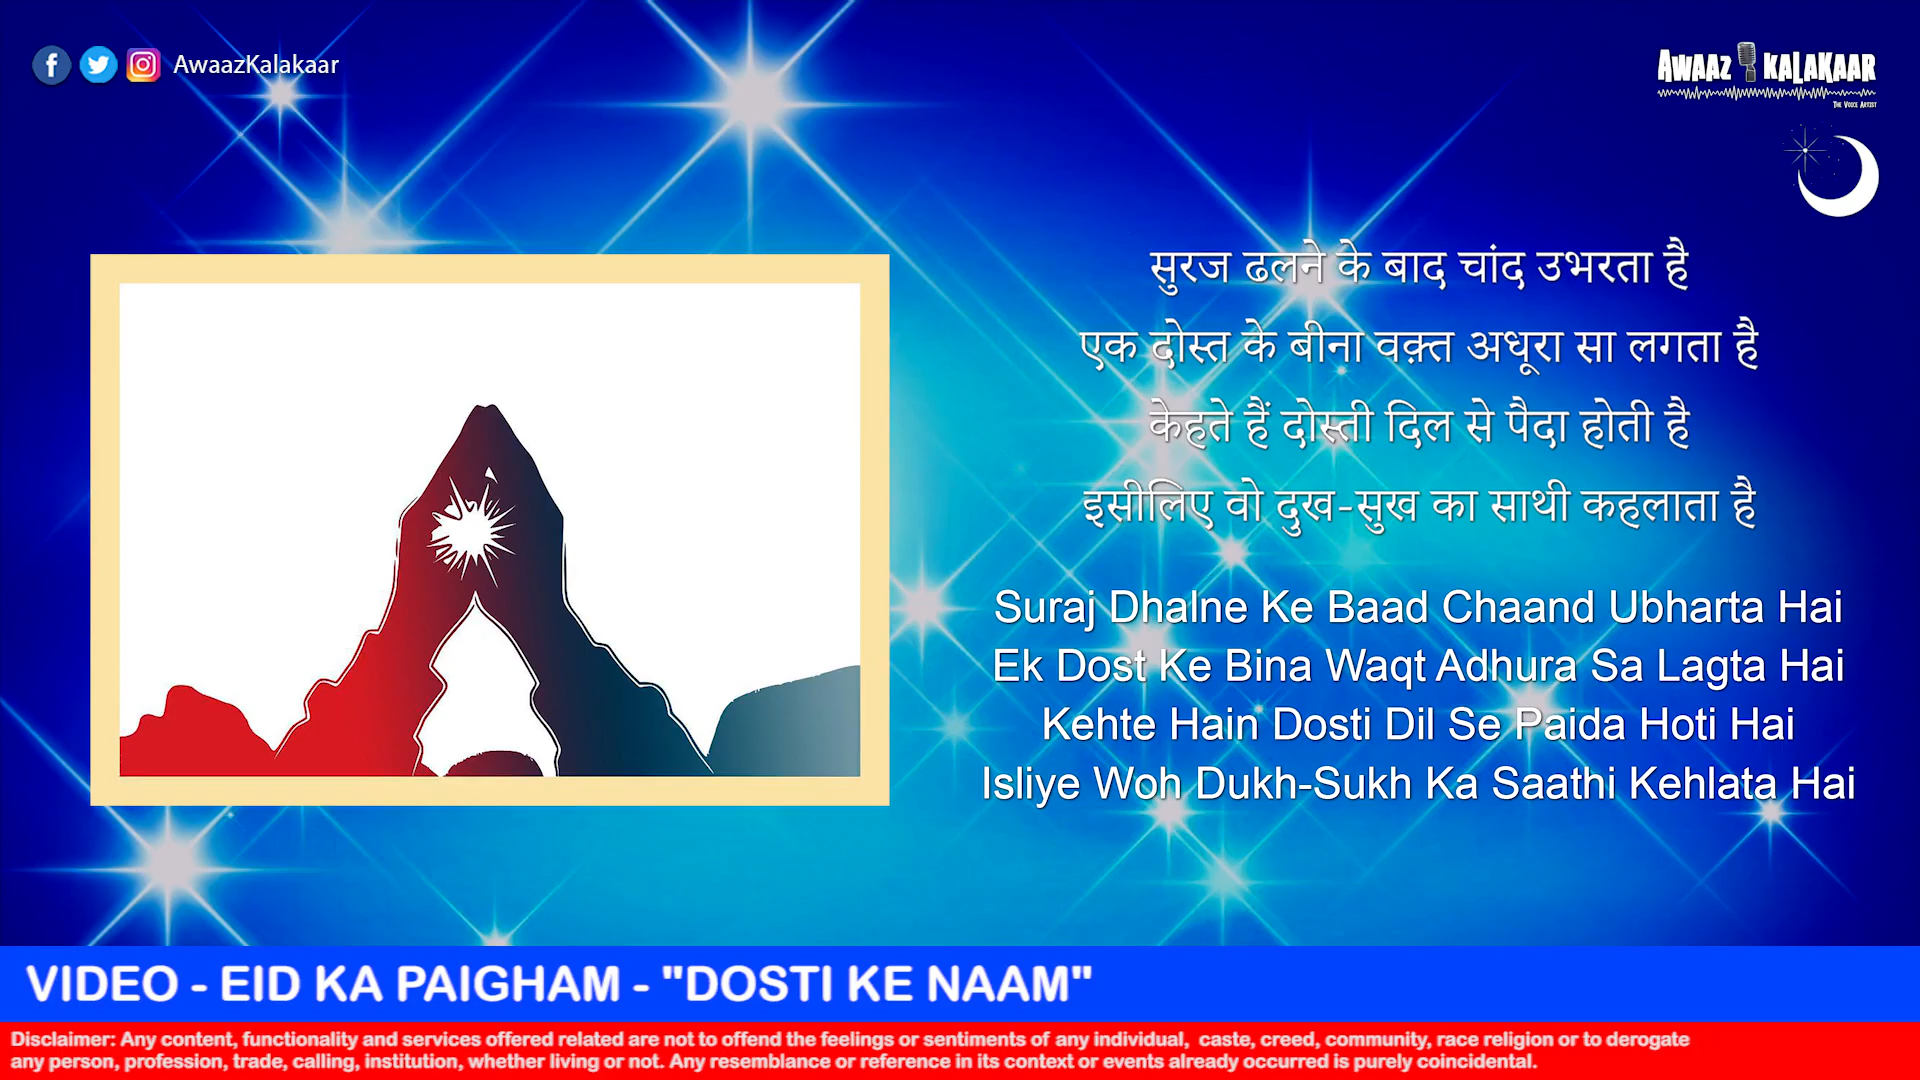 AwaazKalakaar
AWAAZ KALAKAAR
THE VOICE ARTIST
सुरज ढलने के बाद चांद उभरता है
एक दोस्त के बीना वक़्त अधूरा सा लगता है
केहते हैं दोस्ती दिल से पैदा होती है
इसीलिए वो दुख-सुख का साथी कहलाता है
Suraj Dhalne Ke Baad Chaand Ubharta Hai
Ek Dost Ke Bina Waqt Adhura Sa Lagta Hai
Kehte Hain Dosti Dil Se Paida Hoti Hai
Isliye Woh Dukh-Sukh Ka Saathi Kehlata Hai
VIDEO - EID KA PAIGHAM - "DOSTI KE NAAM"
Disclaimer: Any content, functionality and services offered related are not to offend the feelings or sentiments of any individual, caste, creed, community, race religion or to derogate
any person, profession, trade, calling, institution, whether living or not. Any resemblance or reference in its context or events already occurred is purely coincidental.